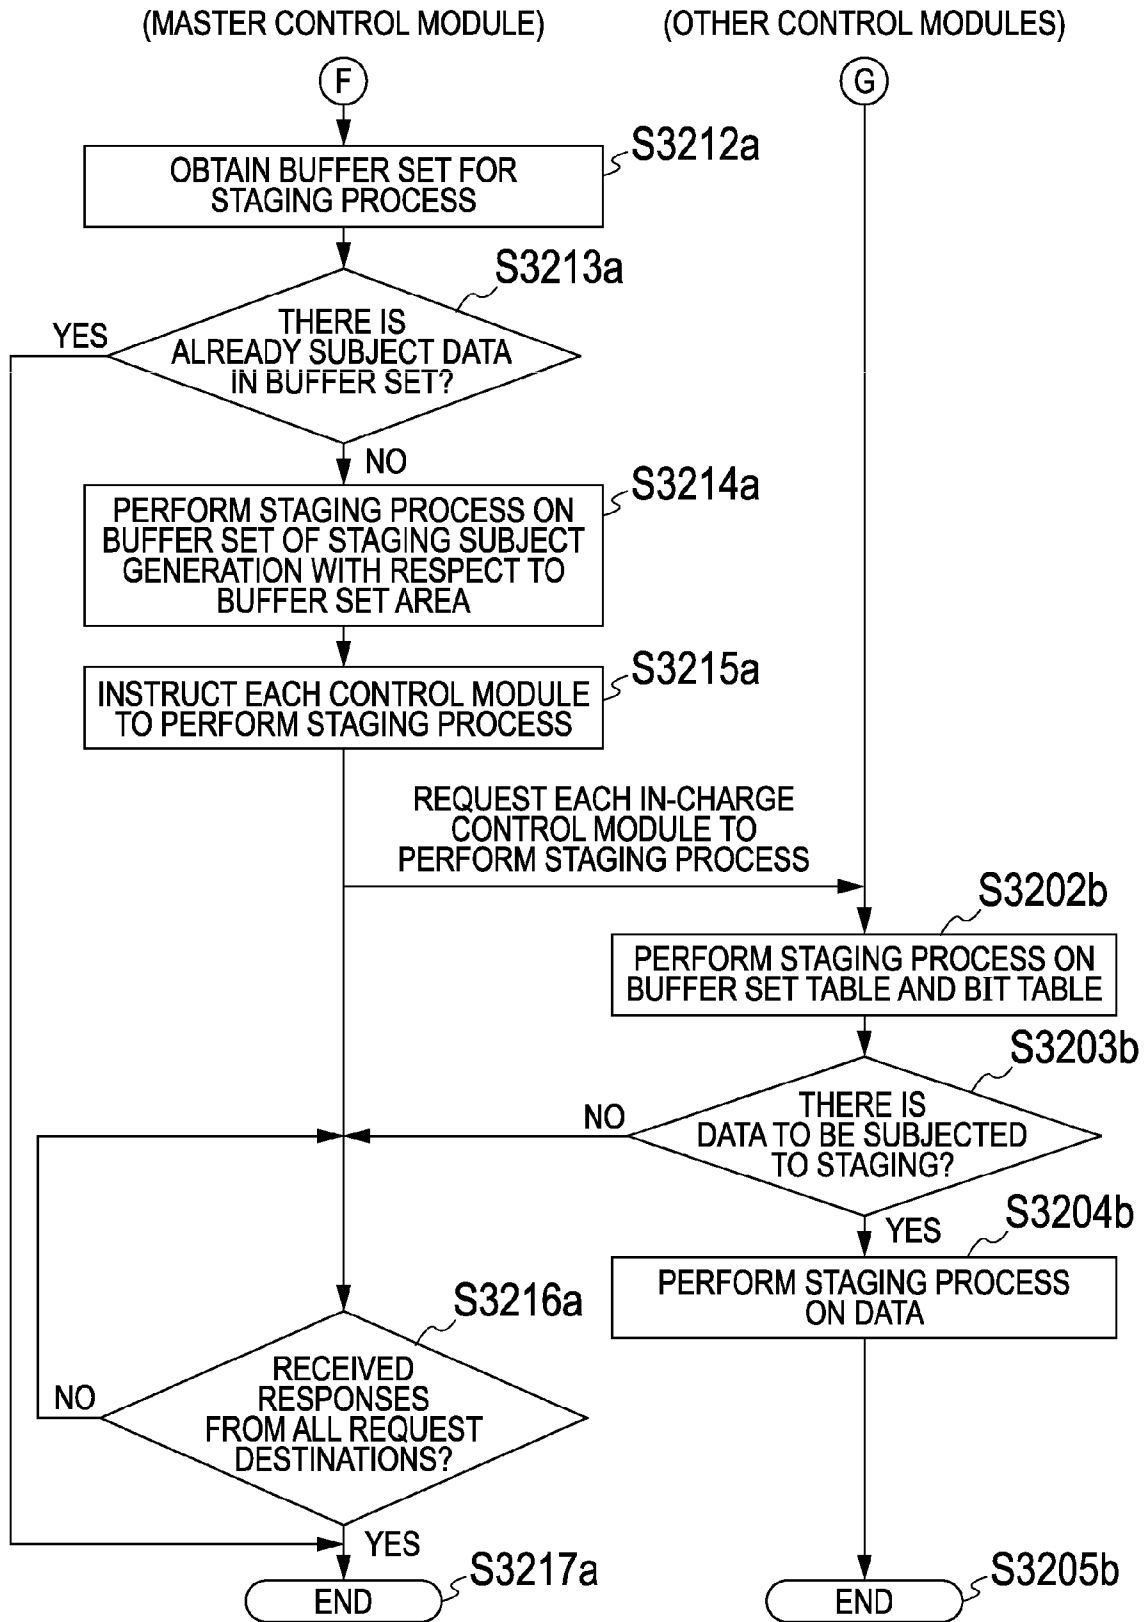 (MASTER CONTROL MODULE)
(OTHER CONTROL MODULES)
F
G
S3212a
OBTAIN BUFFER SET FOR
STAGING PROCESS
S3213a
YES
THERE IS
ALREADY SUBJECT DATA
IN BUFFER SET?
NO
S3214a
PERFORM STAGING PROCESS ON
BUFFER SET OF STAGING SUBJECT
GENERATION WITH RESPECT TO
BUFFER SET AREA
S3215a
INSTRUCT EACH CONTROL MODULE
TO PERFORM STAGING PROCESS
REQUEST EACH IN-CHARGE
CONTROL MODULE TO
PERFORM STAGING PROCESS
S3202b
PERFORM STAGING PROCESS ON
BUFFER SET TABLE AND BIT TABLE
S3203b
NO
THERE IS
DATA TO BE SUBJECTED
TO STAGING?
YES
S3204b
PERFORM STAGING PROCESS
ON DATA
S3216a
NO
RECEIVED
RESPONSES
FROM ALL REQUEST
DESTINATIONS?
YES
S3217a
END
S3205b
END